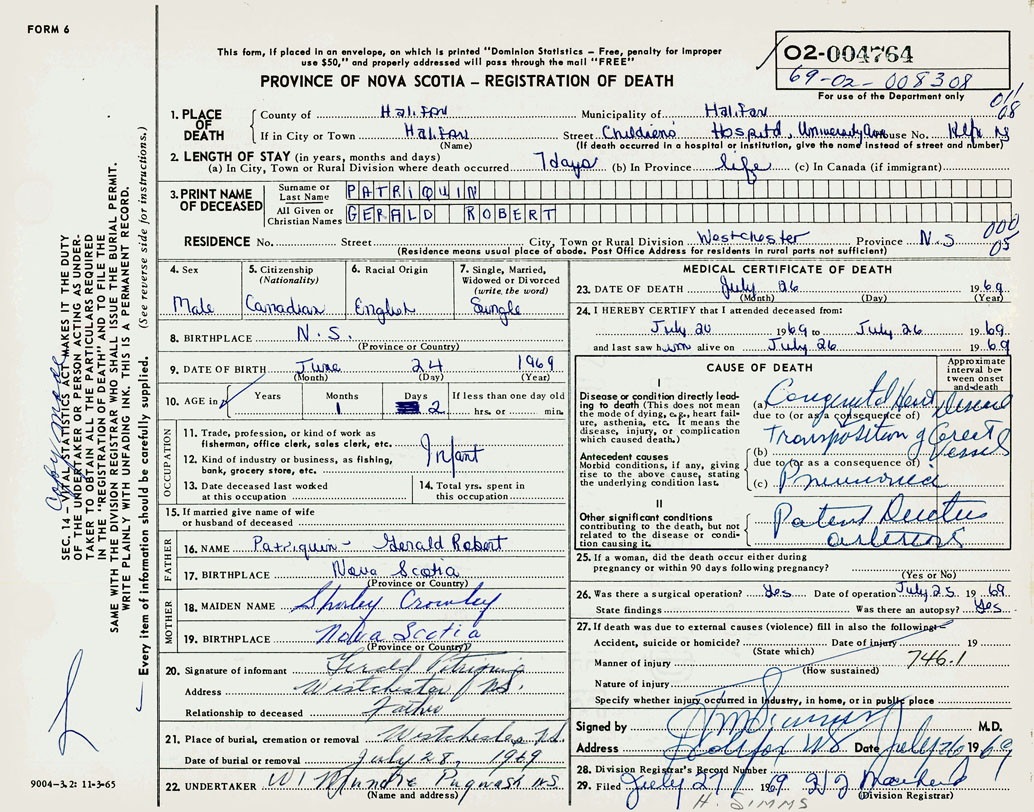 FORM 6
This form, if placed in an envelope, on which is printed "Dominion Statistics – Free, penalty for improper
use $50," and properly addressed will pass through the mail "FREE"
PROVINCE OF NOVA SCOTIA – REGISTRATION OF DEATH
02-004764
69-02-008308
For use of the Department only
011
08
1. PLACE OF DEATH { County of Halifax Municipality of Halifax
If in City or Town Halifax Street Children's Hospital, University Ave House No. Hfx NS
(Name) (If death occurred in a hospital or institution, give the name instead of street and number)
2. LENGTH OF STAY (in years, months and days)
(a) In City, Town or Rural Division where death occurred 7 days (b) In Province life (c) In Canada (if immigrant)
3. PRINT NAME OF DECEASED
Surname or Last Name PATRIQUIN
All Given or Christian Names GERALD ROBERT
000
05
RESIDENCE No. Street City, Town or Rural Division Westchester Province N.S
(Residence means usual place of abode. Post Office Address for residents in rural parts not sufficient)
4. Sex Male
5. Citizenship (Nationality) Canadian
6. Racial Origin English
7. Single, Married, Widowed or Divorced (write, the word) Single
8. BIRTHPLACE N.S.
(Province or Country)
9. DATE OF BIRTH June 24 1969
(Month) (Day) (Year)
10. AGE in Years Months 1 Days 2 If less than one day old
hrs. or min.
OCCUPATION
11. Trade, profession, or kind of work as
fisherman, office clerk, sales clerk, etc.
12. Kind of industry or business, as fishing,
bank, grocery store, etc.
Infant
13. Date deceased last worked
at this occupation
14. Total yrs. spent in
this occupation
15. If married give name of wife
or husband of deceased
FATHER
16. NAME Patriquin - Gerald Robert
17. BIRTHPLACE Nova Scotia
(Province or Country)
MOTHER
18. MAIDEN NAME Shirley Crowley
19. BIRTHPLACE Nova Scotia
(Province or Country)
20. Signature of informant Gerald Patriquin
Address Westchester NS.
Relationship to deceased Father
21. Place of burial, cremation or removal Westchester N.S.
Date of burial or removal July 28, 1969
22. UNDERTAKER Pugwash NS
(Name and address)
MEDICAL CERTIFICATE OF DEATH
23. DATE OF DEATH July 26 1969
(Month) (Day) (Year)
24. I HEREBY CERTIFY that I attended deceased from:
July 20 1969 to July 26 1969
and last saw him alive on July 26 1969
CAUSE OF DEATH
Approximate interval between onset and death
I
Disease or condition directly leading to death (This does not
mean the mode of dying, e.g., heart failure, asthenia, etc. It means the
disease, injury, or complication
which caused death.)
(a) Congenital Heart Disease
due to (or as a consequence of)
Transposition of Great Vessels
Antecedent causes
Morbid conditions, if any, giving
rise to the above cause, stating
the underlying condition last.
(b)
due to (or as a consequence of)
(c) Pneumonia
II
Other significant conditions
contributing to the death, but not
related to the disease or condition causing it.
Patent Ductus
arteriosus
25. If a woman, did the death occur either during
pregnancy or within 90 days following pregnancy?
(Yes or No)
26. Was there a surgical operation? Yes Date of operation July 25 1969
State findings Was there an autopsy? Yes
27. If death was due to external causes (violence) fill in also the following:
Accident, suicide or homicide? Date of injury 19
(State which)
746.1
Manner of injury
(How sustained)
Nature of injury
Specify whether injury occurred in industry, in home, or in public place
Signed by M.D.
Address Halifax NS Date July 26 1969
28. Division Registrar's Record Number
29. Filed July 27 1969
(Division Registrar)
H. SIMMS
SEC. 14 – VITAL STATISTICS ACT MAKES IT THE DUTY
OF THE UNDERTAKER OR PERSON ACTING AS UNDERTAKER TO OBTAIN ALL THE PARTICULARS REQUIRED
IN THE "REGISTRATION OF DEATH" AND TO FILE THE
SAME WITH THE DIVISION REGISTRAR WHO SHALL ISSUE THE BURIAL PERMIT.
WRITE PLAINLY WITH UNFADING INK. THIS IS A PERMANENT RECORD.
Every item of information should be carefully supplied. (See reverse side for instructions.)
9004–3.2: 11-3-65